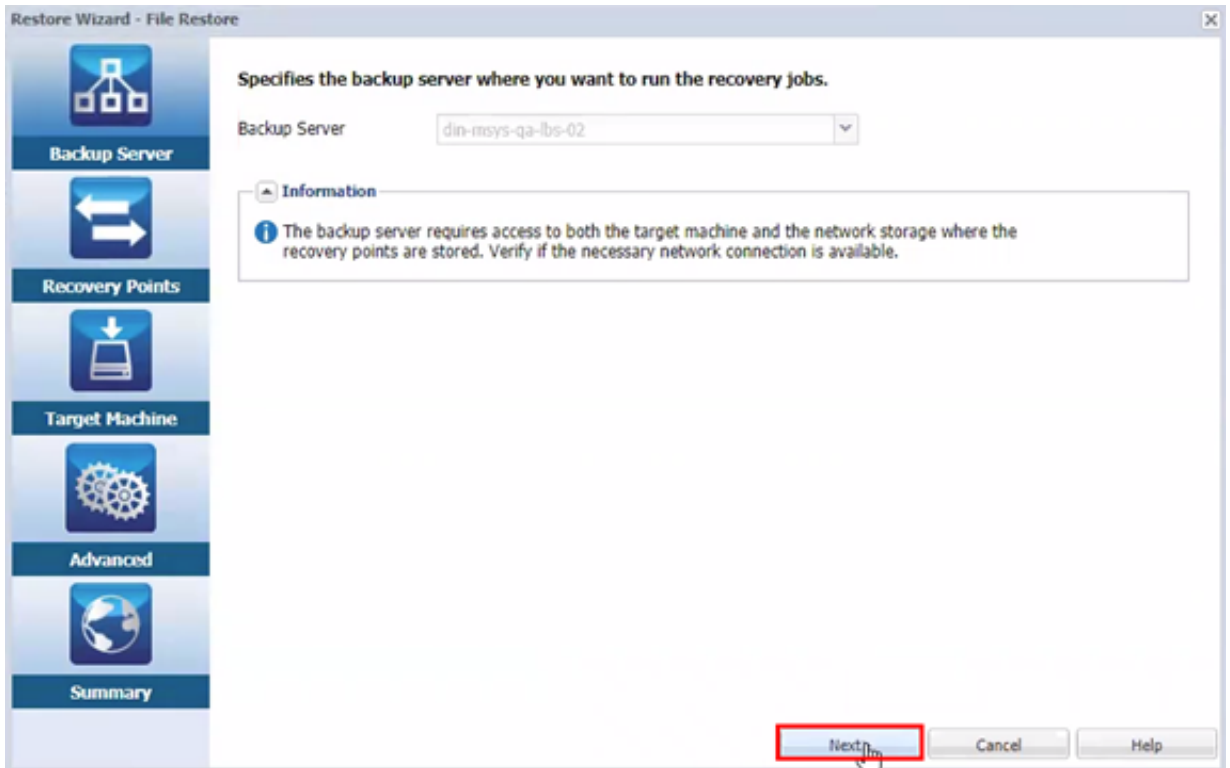 Restore Wizard - File Restore
Backup Server
Recovery Points
Target Machine
Advanced
Summary
Specifies the backup server where you want to run the recovery jobs.
Backup Server din-msys-qa-lbs-02
Information
The backup server requires access to both the target machine and the network storage where the
recovery points are stored. Verify if the necessary network connection is available.
Next Cancel Help